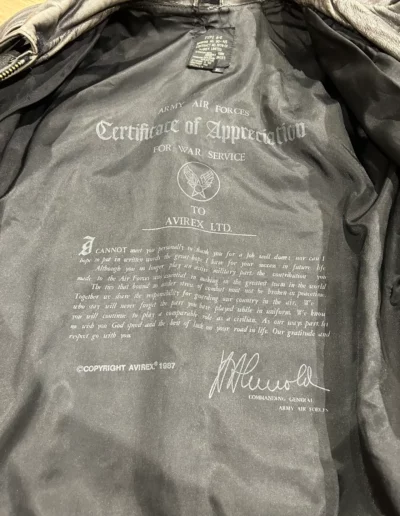 TYPE A-2
ARMY AIR FORCES
Certificate of Appreciation
FOR WAR SERVICE
TO
AVIREX LTD.
I CANNOT meet you personally to thank you for a job well done; nor can I
hope to put in written words the great hope I have for your success in future life.
Although you no longer play an active military part, the contribution you
made to the Air Forces was essential in making us the greatest team in the world.
The ties that bound us under stress of combat must not be broken in peacetime.
Together we share the responsibility for guarding our country in the air. We
who stay will never forget the part you have played while in uniform. We know
you will continue to play a comparable role as a civilian. As our ways part, let
me wish you God speed and the best of luck on your road in life. Our gratitude and
respect go with you.
©COPYRIGHT AVIREX® 1987
H H Arnold
COMMANDING GENERAL
ARMY AIR FORCES